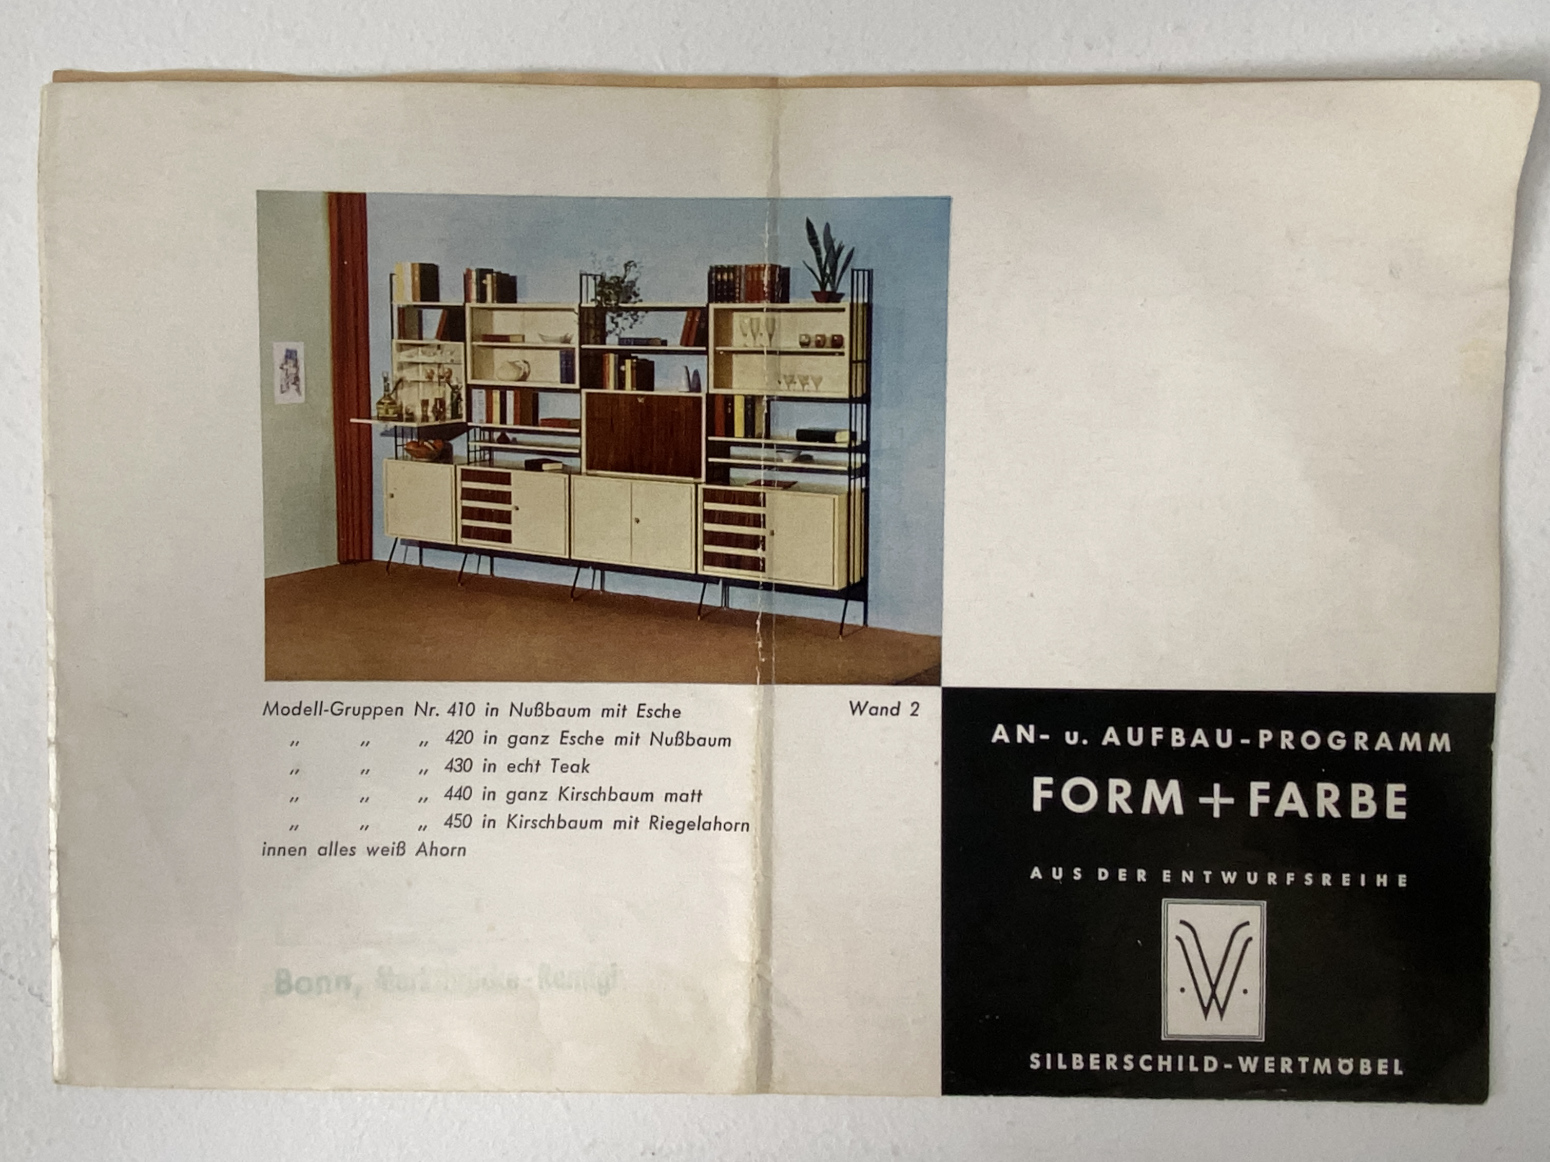 Modell-Gruppen Nr. 410 in Nußbaum mit Esche
„ „ „ 420 in ganz Esche mit Nußbaum
„ „ „ 430 in echt Teak
„ „ „ 440 in ganz Kirschbaum matt
„ „ „ 450 in Kirschbaum mit Riegelahorn
innen alles weiß Ahorn
Wand 2
Bonn,
AN- u. AUFBAU-PROGRAMM
FORM + FARBE
AUS DER ENTWURFSREIHE
W
SILBERSCHILD-WERTMÖBEL